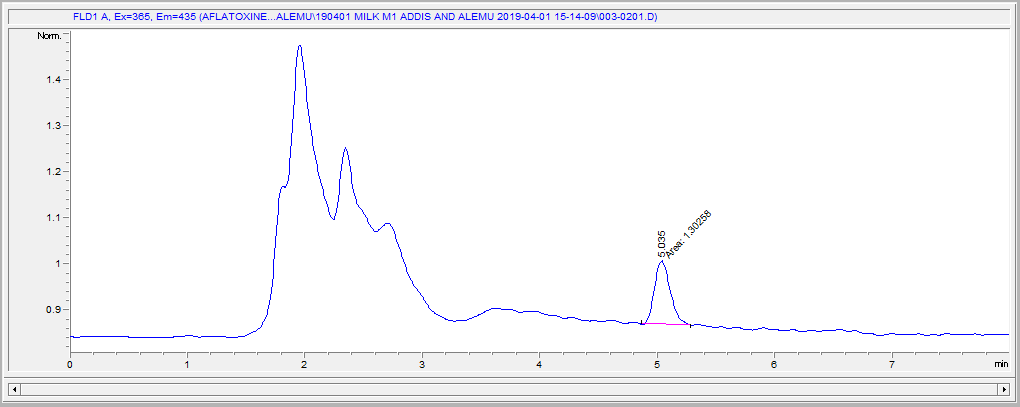 FLD1 A, Ex=365, Em=435 (AFLATOXINE...ALEMU\190401 MILK M1 ADDIS AND ALEMU 2019-04-01 15-14-09\003-0201.D)
Norm.
1.4
1.3
1.2
1.1
1
0.9
5.035
Area: 1.30258
0 1 2 3 4 5 6 7 min